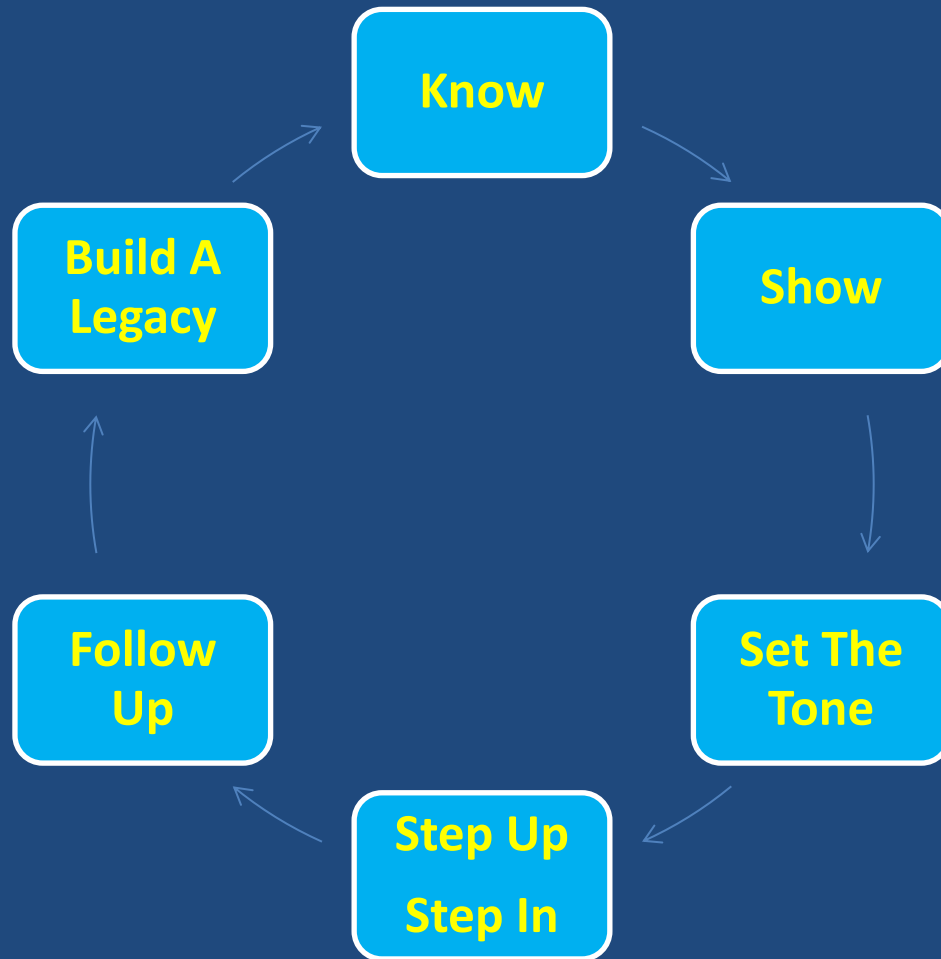 Know
Show
Set The
Tone
Step Up
Step In
Follow
Up
Build A
Legacy